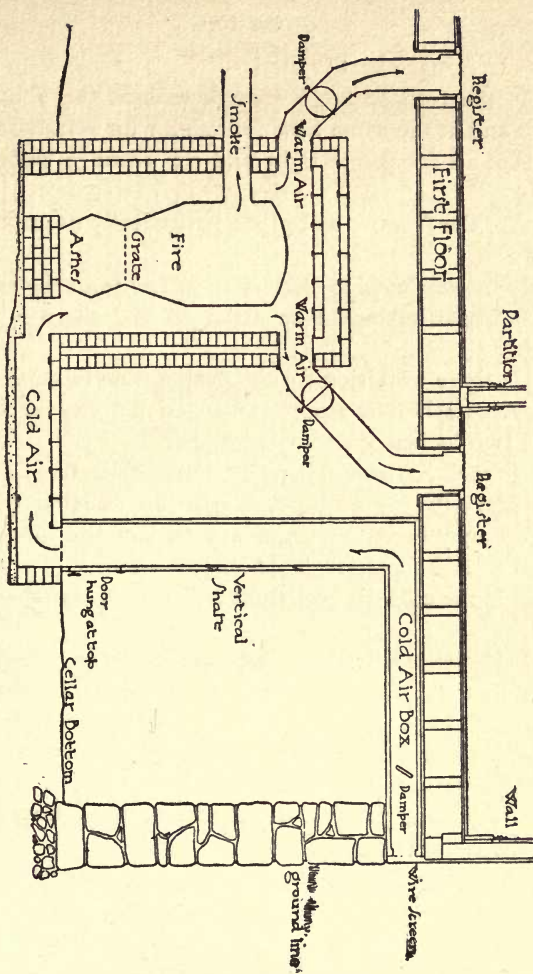 Register
Partition
Register
Wall
First Floor
Damper
Warm Air
Smoke
Warm Air
Damper
Fire
Grate
Ashes
Cold Air
Cold Air Box
Damper
wire screen
ground line
Vertical
Shaft
Door
hung at top
Cellar Bottom